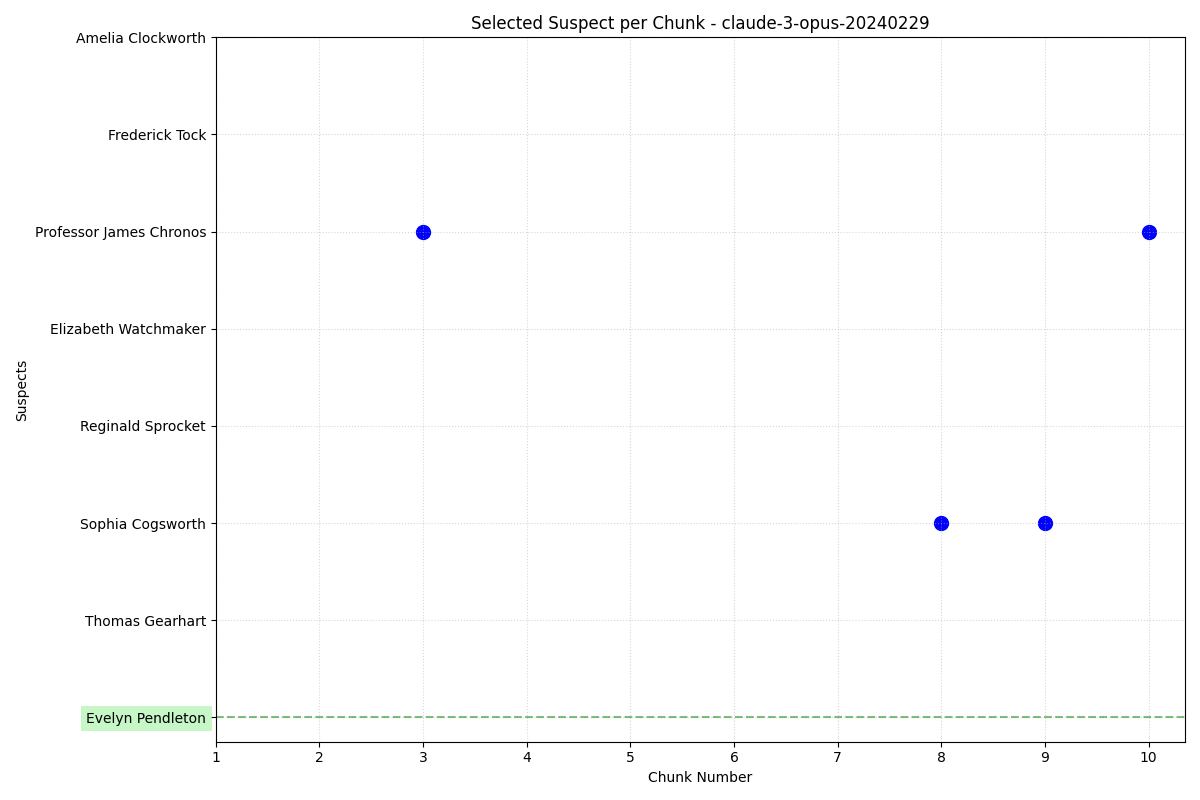 Selected Suspect per Chunk - claude-3-opus-20240229
Amelia Clockworth
Frederick Tock
Professor James Chronos
Elizabeth Watchmaker
Reginald Sprocket
Sophia Cogsworth
Thomas Gearhart
Evelyn Pendleton
Suspects
1 2 3 4 5 6 7 8 9 10
Chunk Number